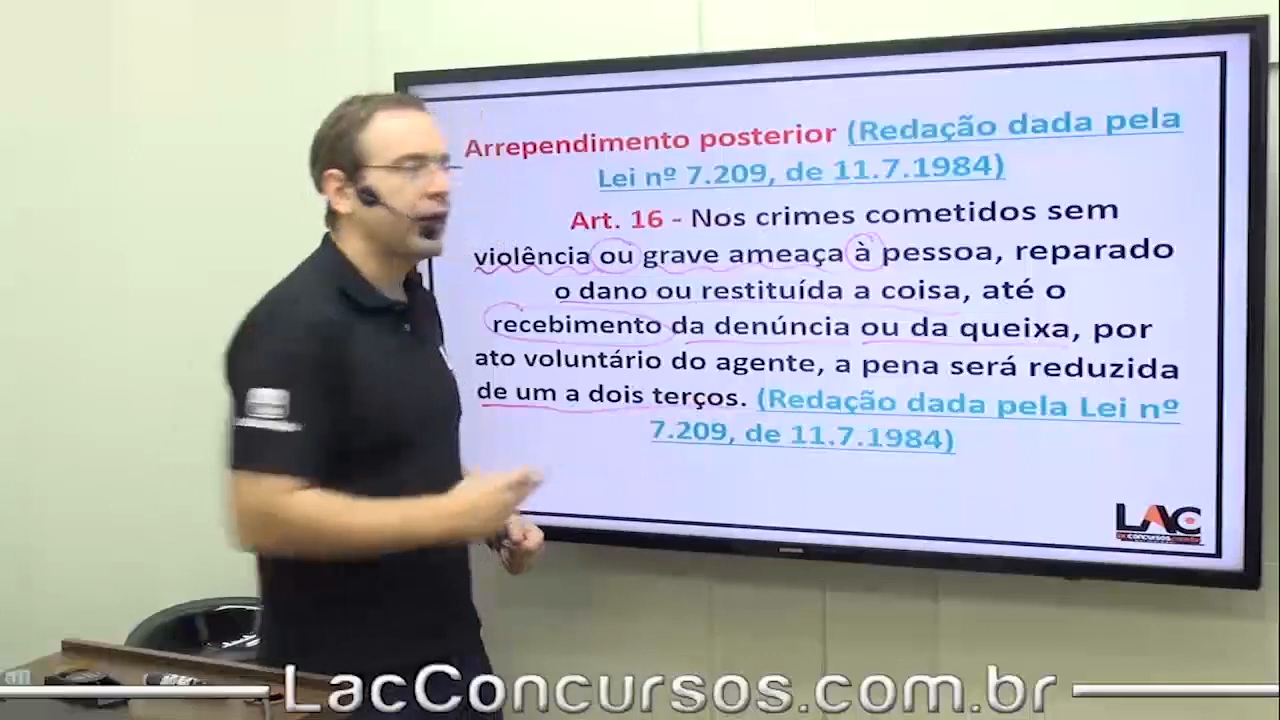 Arrependimento posterior (Redação dada pela
Lei nº 7.209, de 11.7.1984)
Art. 16 - Nos crimes cometidos sem
violência ou grave ameaça à pessoa, reparado
o dano ou restituída a coisa, até o
recebimento da denúncia ou da queixa, por
ato voluntário do agente, a pena será reduzida
de um a dois terços. (Redação dada pela Lei nº
7.209, de 11.7.1984)
LAC
LacConcursos.com.br